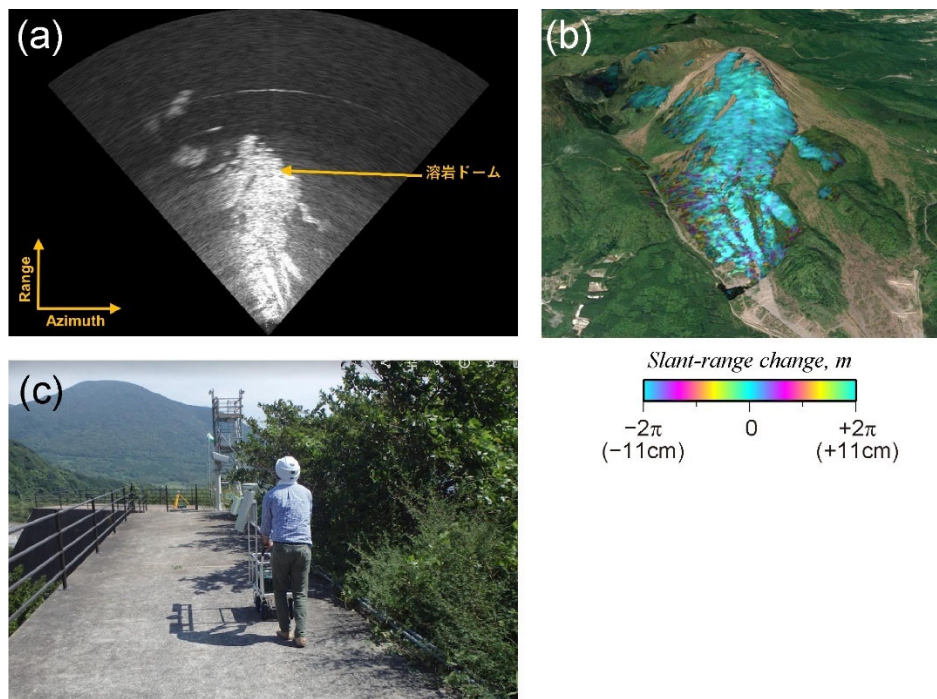 (a)
溶岩ドーム
Range
Azimuth
(b)
Slant-range change, m
−2π
0
+2π
(−11cm)
(+11cm)
(c)